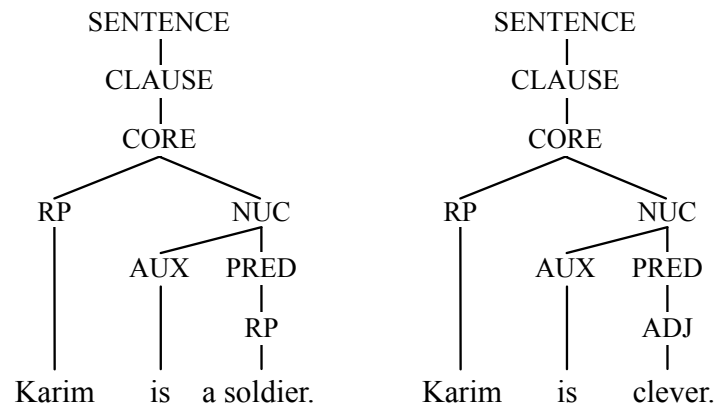 SENTENCE SENTENCE
CLAUSE CLAUSE
CORE CORE
RP NUC RP NUC
AUX PRED AUX PRED
RP ADJ
Karim is a soldier. Karim is clever.